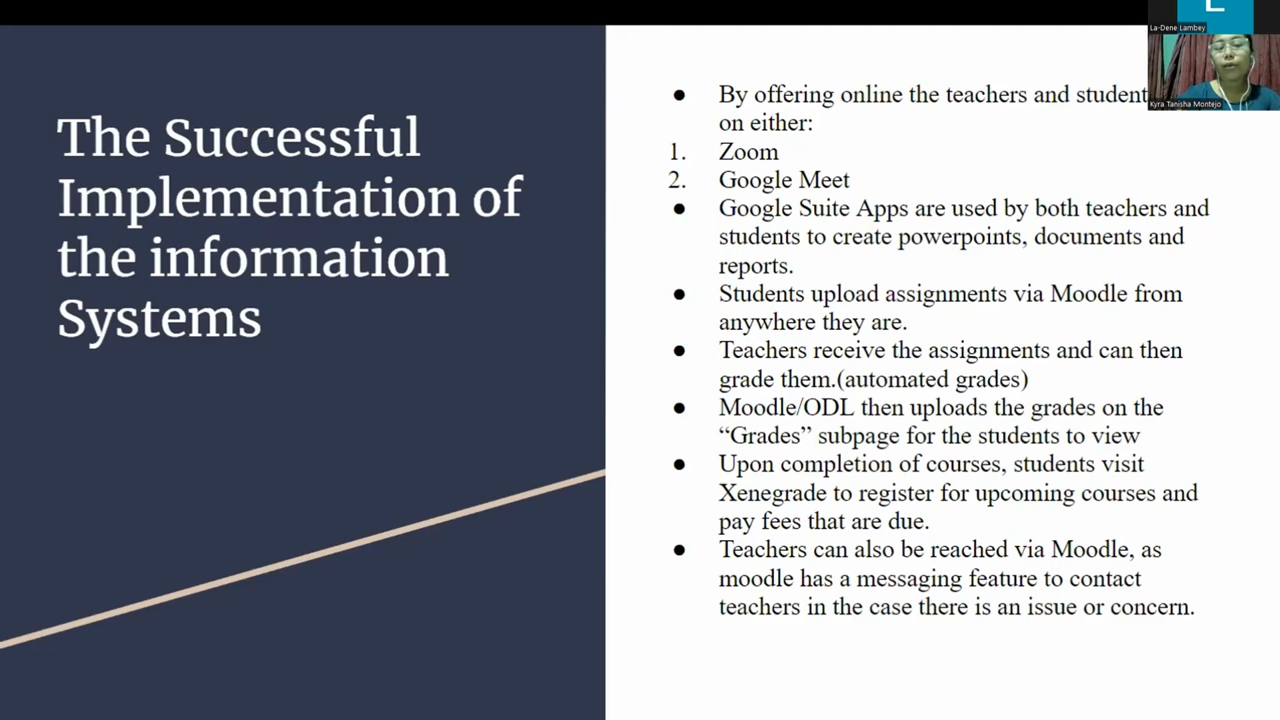 The Successful
Implementation of
the information
Systems
By offering online the teachers and student
on either:
1. Zoom
2. Google Meet
Google Suite Apps are used by both teachers and
students to create powerpoints, documents and
reports.
Students upload assignments via Moodle from
anywhere they are.
Teachers receive the assignments and can then
grade them.(automated grades)
Moodle/ODL then uploads the grades on the
“Grades” subpage for the students to view
Upon completion of courses, students visit
Xenegrade to register for upcoming courses and
pay fees that are due.
Teachers can also be reached via Moodle, as
moodle has a messaging feature to contact
teachers in the case there is an issue or concern.
La-Dene Lambey
Kyra Tanisha Montejo